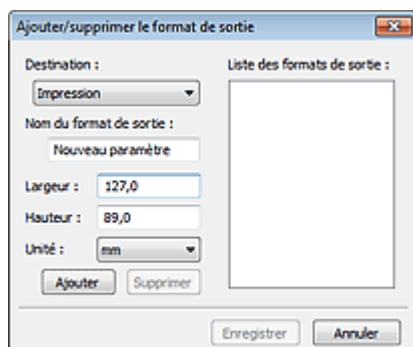 Ajouter/supprimer le format de sortie
Destination :
Impression
Nom du format de sortie :
Nouveau paramètre
Largeur :
127,0
Hauteur :
89,0
Unité :
mm
Ajouter
Supprimer
Liste des formats de sortie :
Enregistrer
Annuler